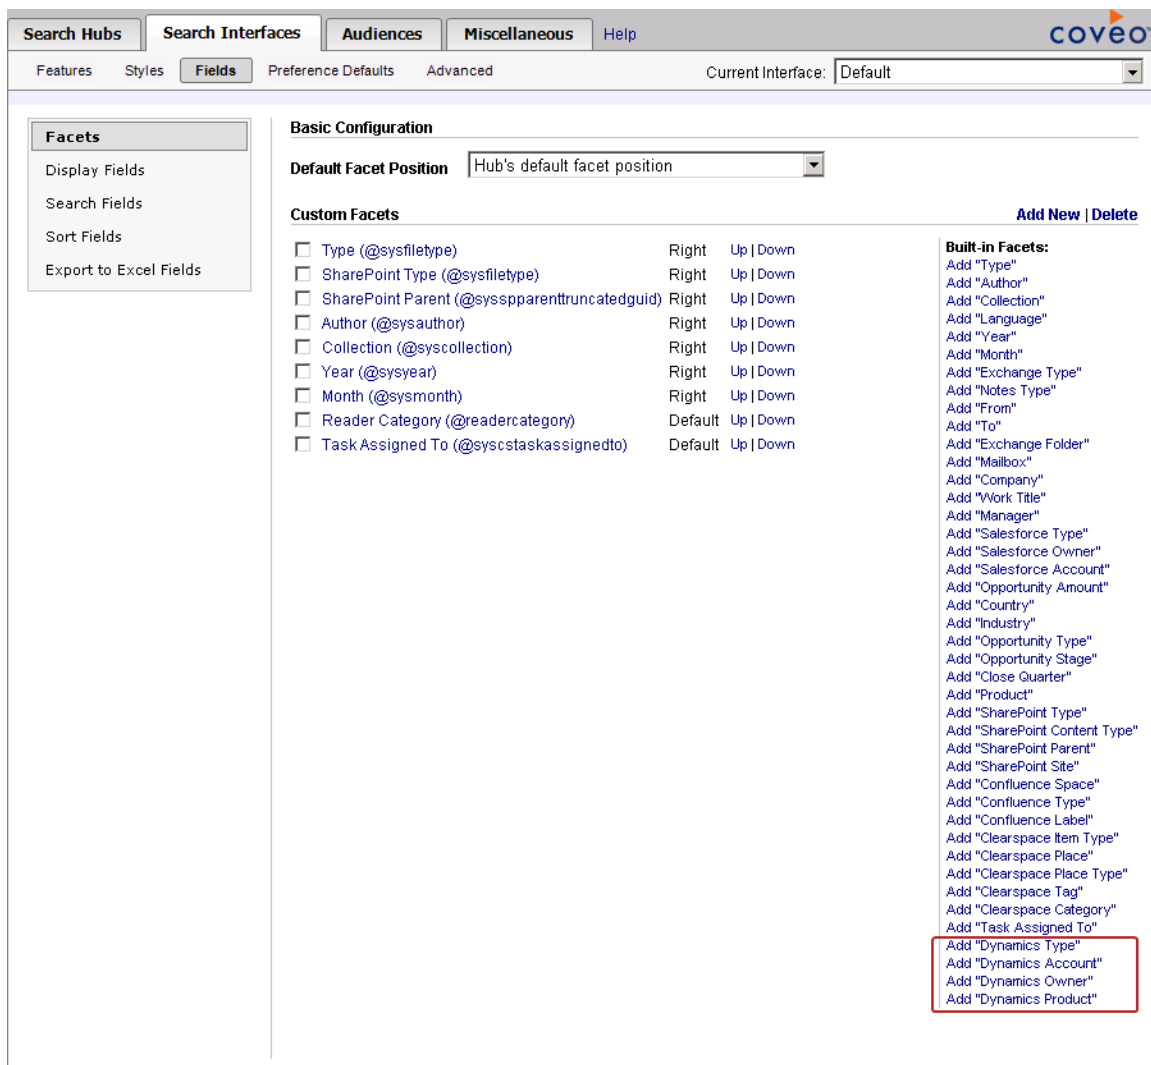 Search Hubs Search Interfaces Audiences Miscellaneous Help coveo
Features Styles Fields Preference Defaults Advanced Current Interface: Default
Facets
Display Fields
Search Fields
Sort Fields
Export to Excel Fields
Basic Configuration
Default Facet Position Hub's default facet position
Custom Facets Add New | Delete
Type (@sysfiletype) Right Up | Down
SharePoint Type (@sysfiletype) Right Up | Down
SharePoint Parent (@sysspparenttruncatedguid) Right Up | Down
Author (@sysauthor) Right Up | Down
Collection (@syscollection) Right Up | Down
Year (@sysyear) Right Up | Down
Month (@sysmonth) Right Up | Down
Reader Category (@readercategory) Default Up | Down
Task Assigned To (@syscstaskassignedto) Default Up | Down
Built-in Facets:
Add "Type"
Add "Author"
Add "Collection"
Add "Language"
Add "Year"
Add "Month"
Add "Exchange Type"
Add "Notes Type"
Add "From"
Add "To"
Add "Exchange Folder"
Add "Mailbox"
Add "Company"
Add "Work Title"
Add "Manager"
Add "Salesforce Type"
Add "Salesforce Owner"
Add "Salesforce Account"
Add "Opportunity Amount"
Add "Country"
Add "Industry"
Add "Opportunity Type"
Add "Opportunity Stage"
Add "Close Quarter"
Add "Product"
Add "SharePoint Type"
Add "SharePoint Content Type"
Add "SharePoint Parent"
Add "SharePoint Site"
Add "Confluence Space"
Add "Confluence Type"
Add "Confluence Label"
Add "Clearspace Item Type"
Add "Clearspace Place"
Add "Clearspace Place Type"
Add "Clearspace Tag"
Add "Clearspace Category"
Add "Task Assigned To"
Add "Dynamics Type"
Add "Dynamics Account"
Add "Dynamics Owner"
Add "Dynamics Product"